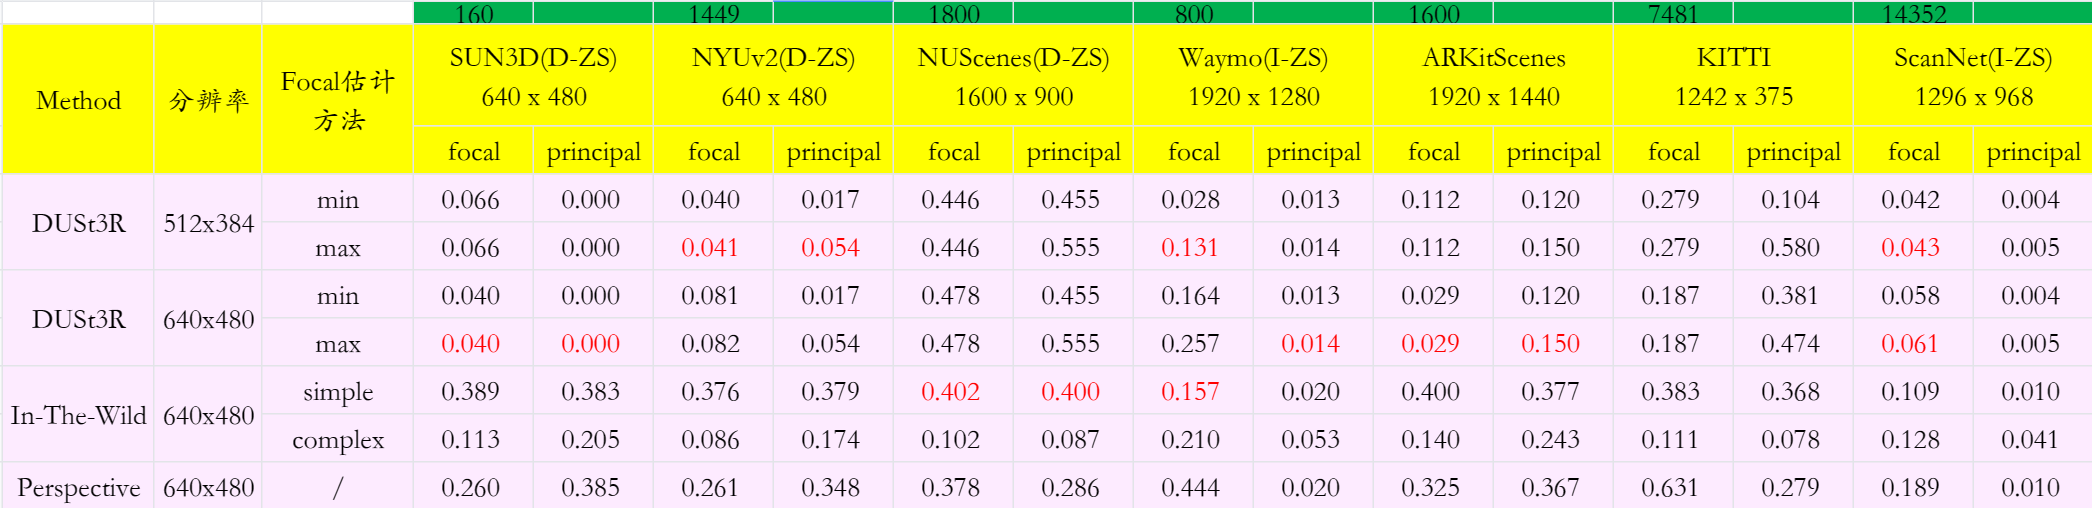 160 1449 1800 800 1600 7481 14352
Method 分辨率 Focal估计方法 SUN3D(D-ZS) NYUv2(D-ZS) NUScenes(D-ZS) Waymo(I-ZS) ARKitScenes KITTI ScanNet(I-ZS)
640 x 480 640 x 480 1600 x 900 1920 x 1280 1920 x 1440 1242 x 375 1296 x 968
focal principal focal principal focal principal focal principal focal principal focal principal focal principal
DUSt3R 512x384 min 0.066 0.000 0.040 0.017 0.446 0.455 0.028 0.013 0.112 0.120 0.279 0.104 0.042 0.004
max 0.066 0.000 0.041 0.054 0.446 0.555 0.131 0.014 0.112 0.150 0.279 0.580 0.043 0.005
DUSt3R 640x480 min 0.040 0.000 0.081 0.017 0.478 0.455 0.164 0.013 0.029 0.120 0.187 0.381 0.058 0.004
max 0.040 0.000 0.082 0.054 0.478 0.555 0.257 0.014 0.029 0.150 0.187 0.474 0.061 0.005
In-The-Wild 640x480 simple 0.389 0.383 0.376 0.379 0.402 0.400 0.157 0.020 0.400 0.377 0.383 0.368 0.109 0.010
complex 0.113 0.205 0.086 0.174 0.102 0.087 0.210 0.053 0.140 0.243 0.111 0.078 0.128 0.041
Perspective 640x480 / 0.260 0.385 0.261 0.348 0.378 0.286 0.444 0.020 0.325 0.367 0.631 0.279 0.189 0.010